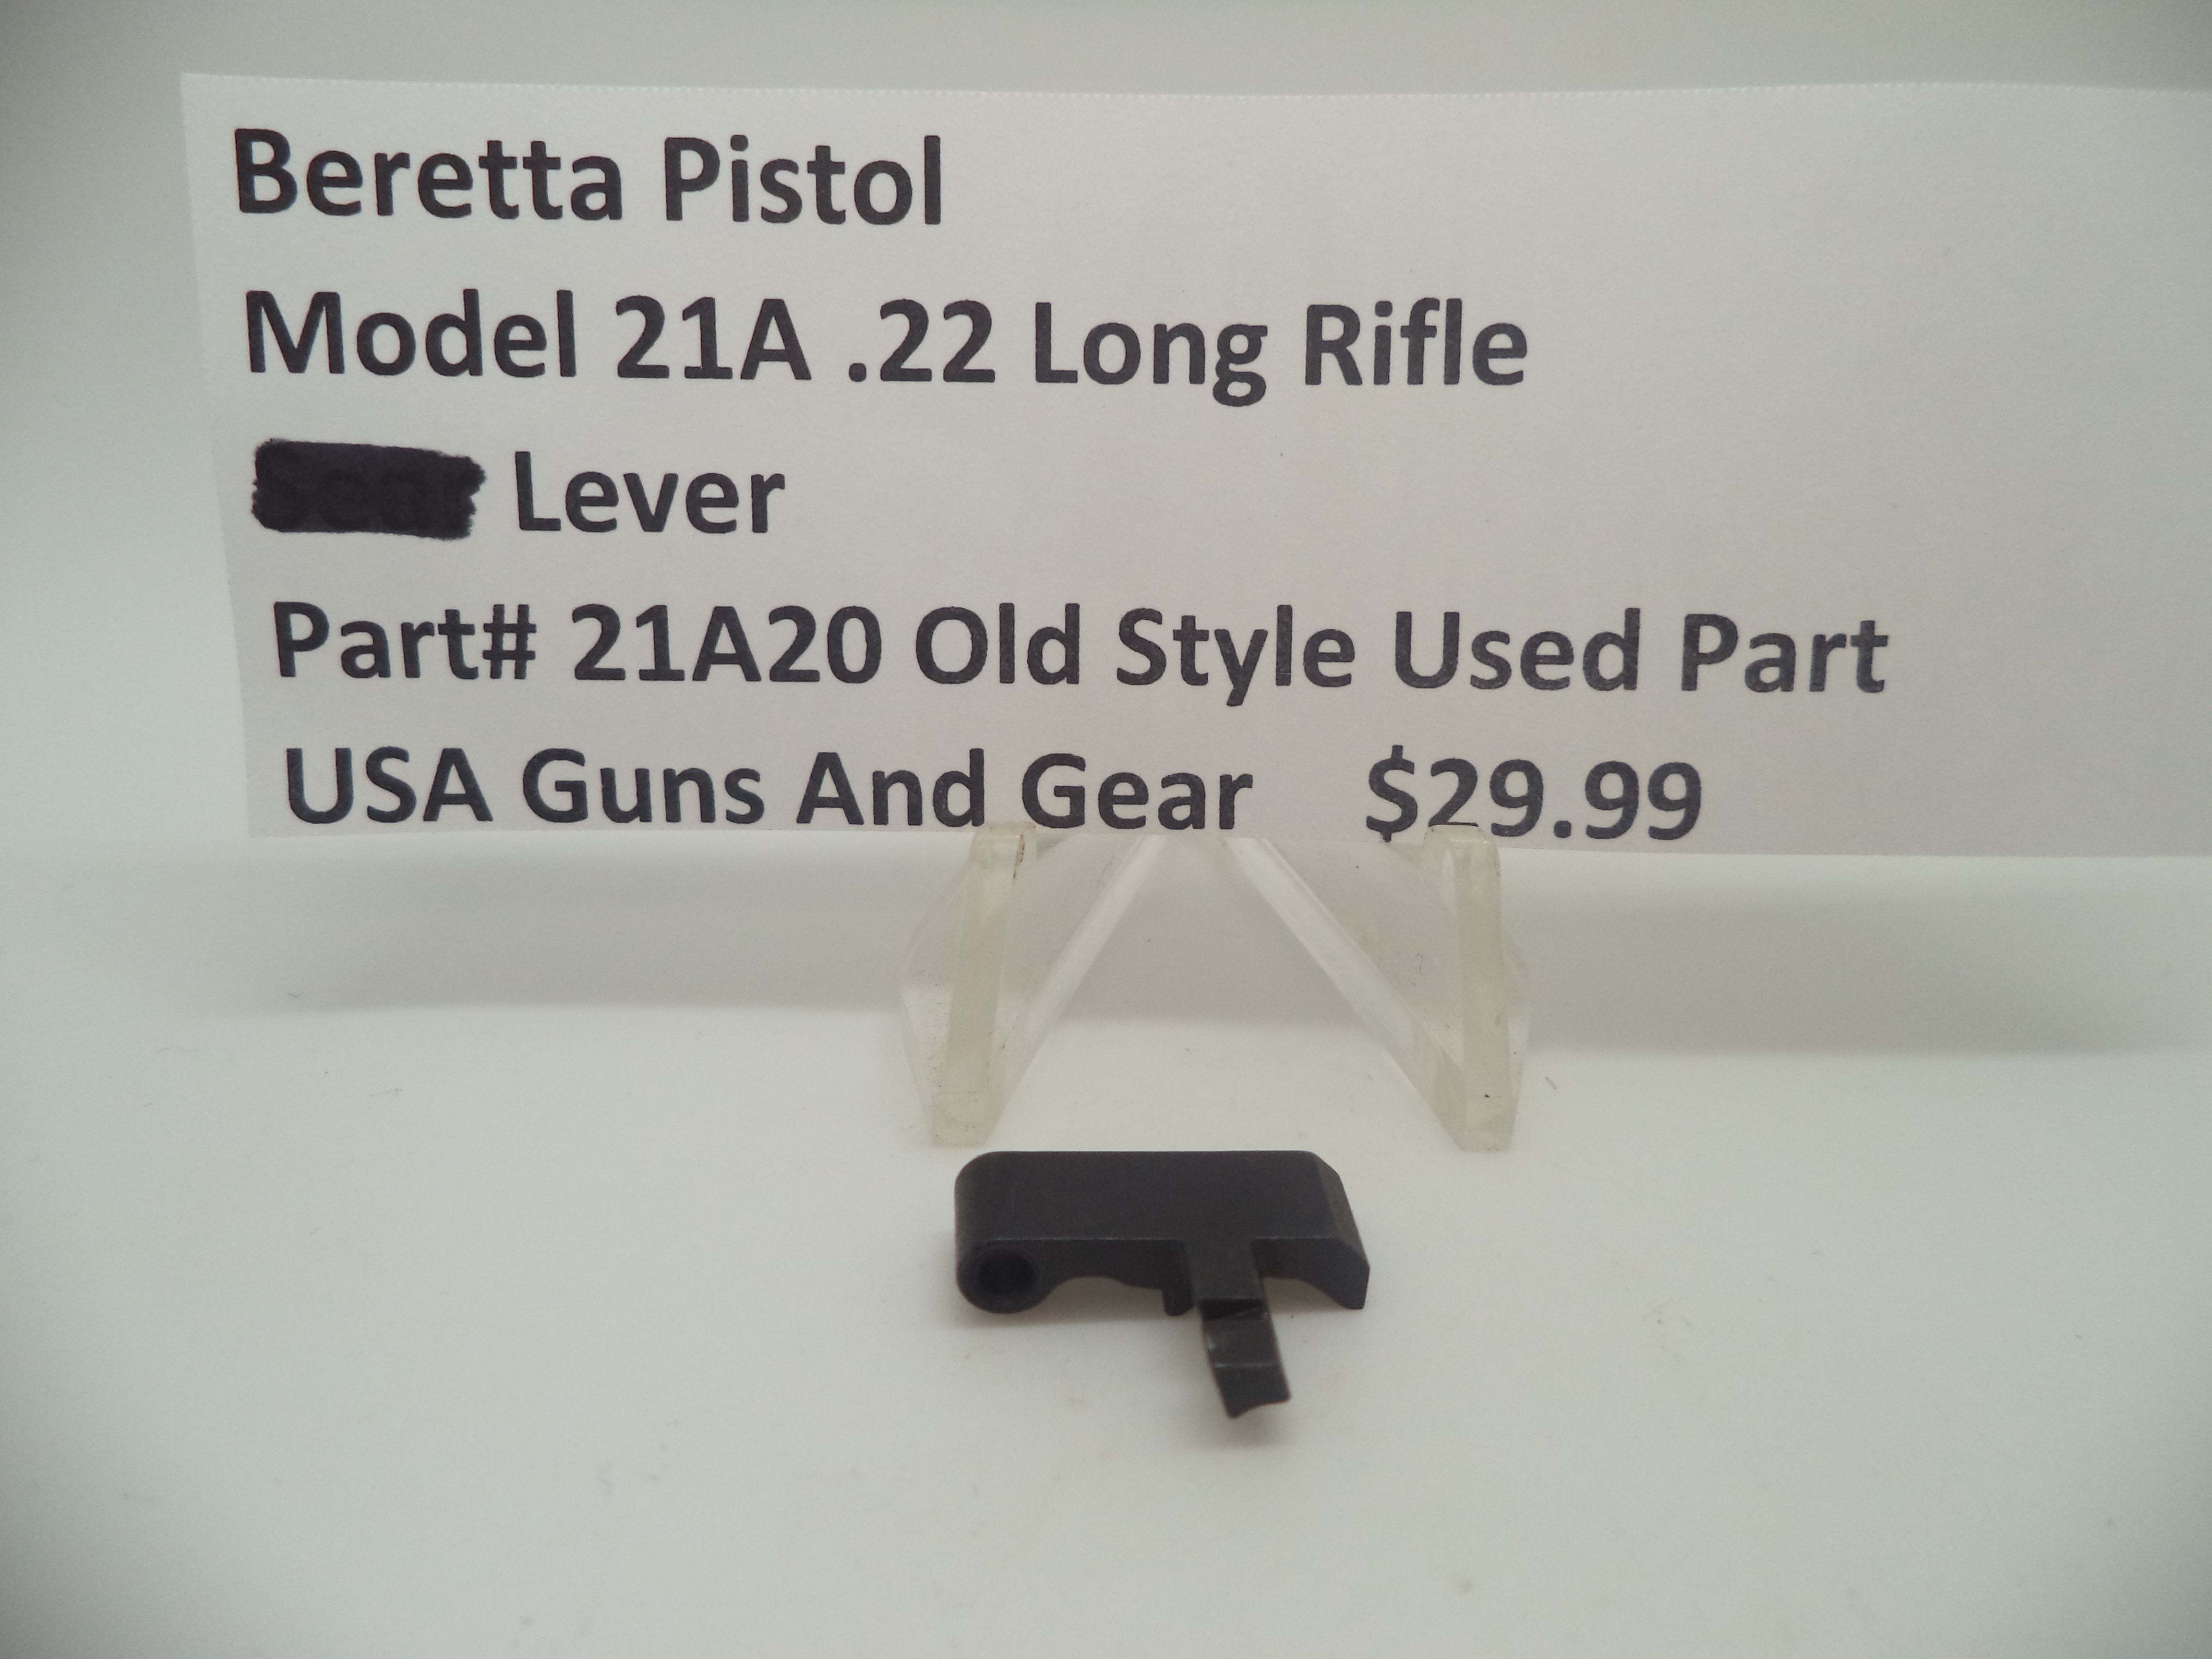 Beretta Pistol
Model 21A .22 Long Rifle
Lever
Part# 21A20 Old Style Used Part
USA Guns And Gear $29.99